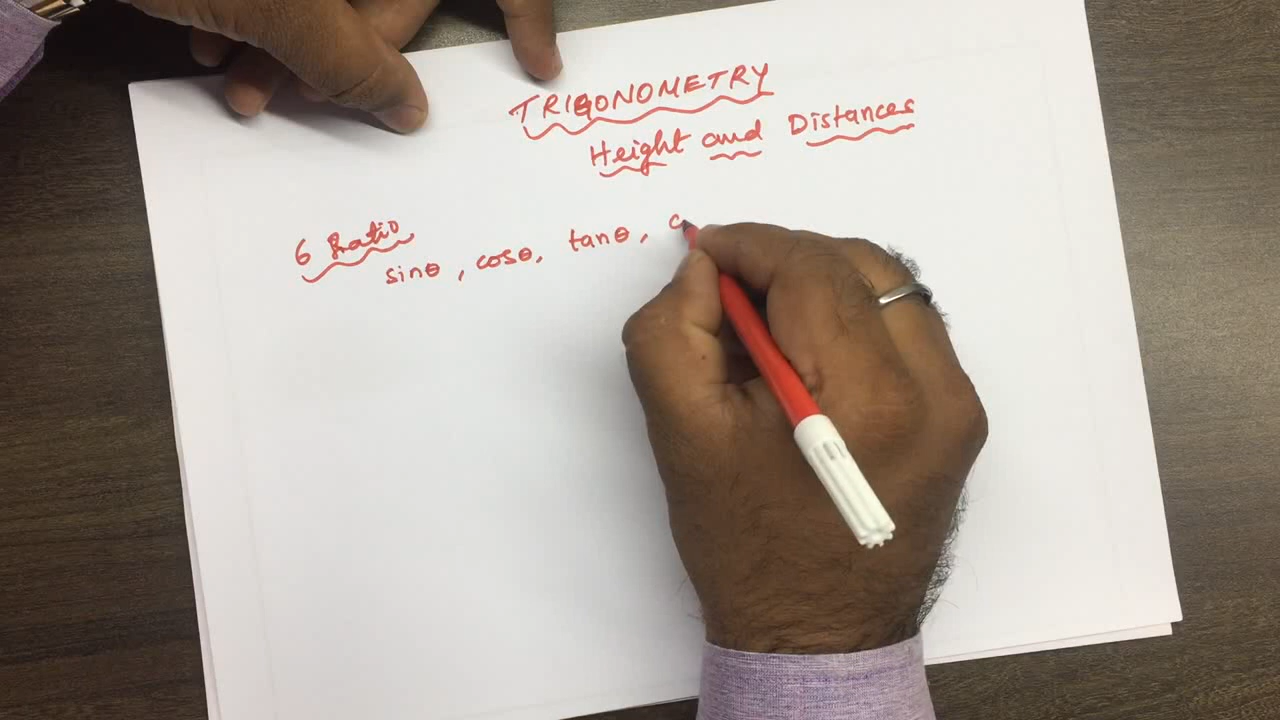 TRIGONOMETRY
Height and Distances
6 Ratio
sinθ, cosθ, tanθ, c